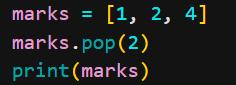 marks = [1, 2, 4]
marks.pop(2)
print(marks)